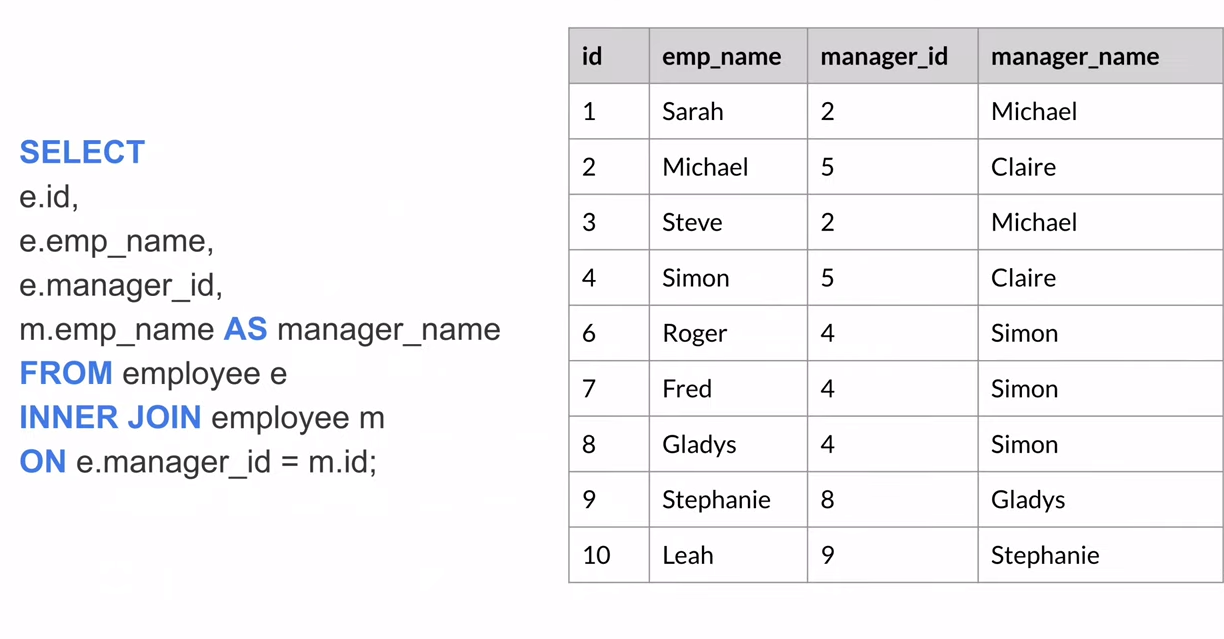 SELECT
e.id,
e.emp_name,
e.manager_id,
m.emp_name AS manager_name
FROM employee e
INNER JOIN employee m
ON e.manager_id = m.id;
id emp_name manager_id manager_name
1 Sarah 2 Michael
2 Michael 5 Claire
3 Steve 2 Michael
4 Simon 5 Claire
6 Roger 4 Simon
7 Fred 4 Simon
8 Gladys 4 Simon
9 Stephanie 8 Gladys
10 Leah 9 Stephanie